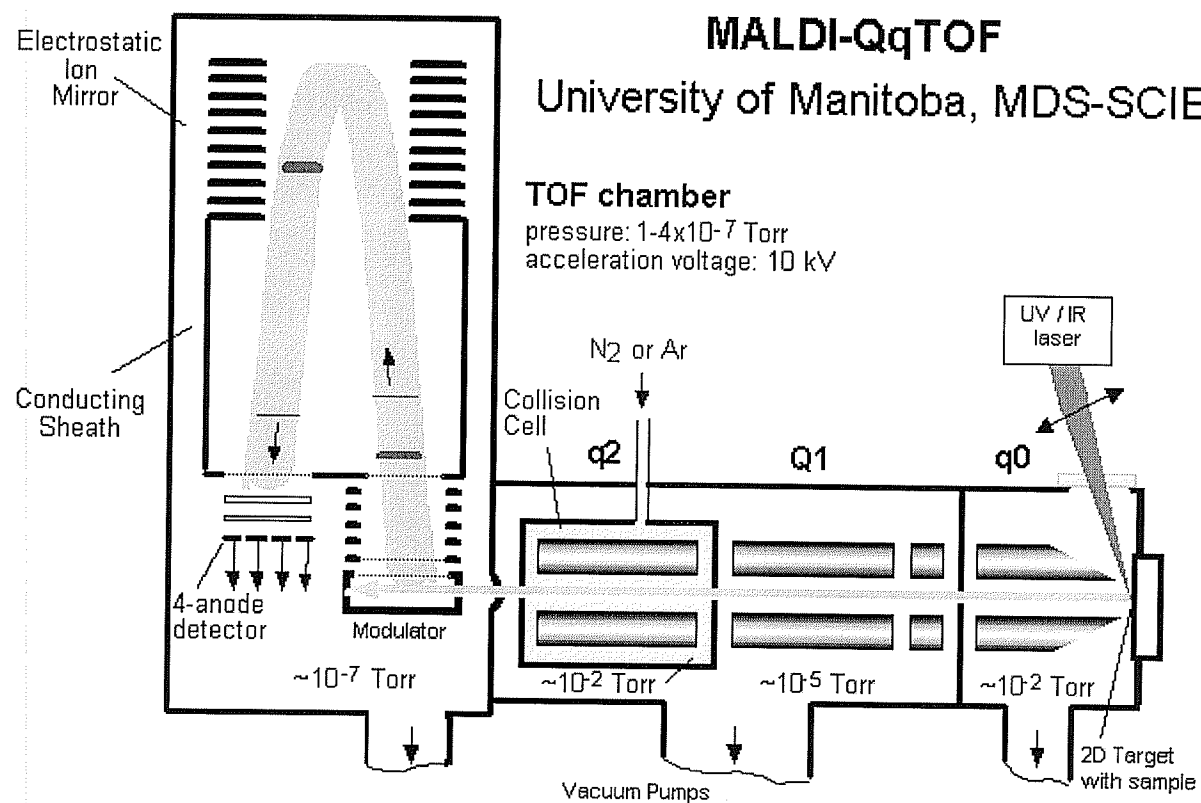 MALDI-QqTOF
University of Manitoba, MDS-SCIE
Electrostatic
Ion
Mirror
TOF chamber
pressure: 1-4x10-7 Torr
acceleration voltage: 10 kV
UV / IR
laser
N2 or Ar
Conducting
Sheath
Collision
Cell
q2
Q1
q0
4-anode
detector
Modulator
~10-7 Torr
~10-2 Torr
~10-5 Torr
~10-2 Torr
2D Target
with sample
Vacuum Pumps